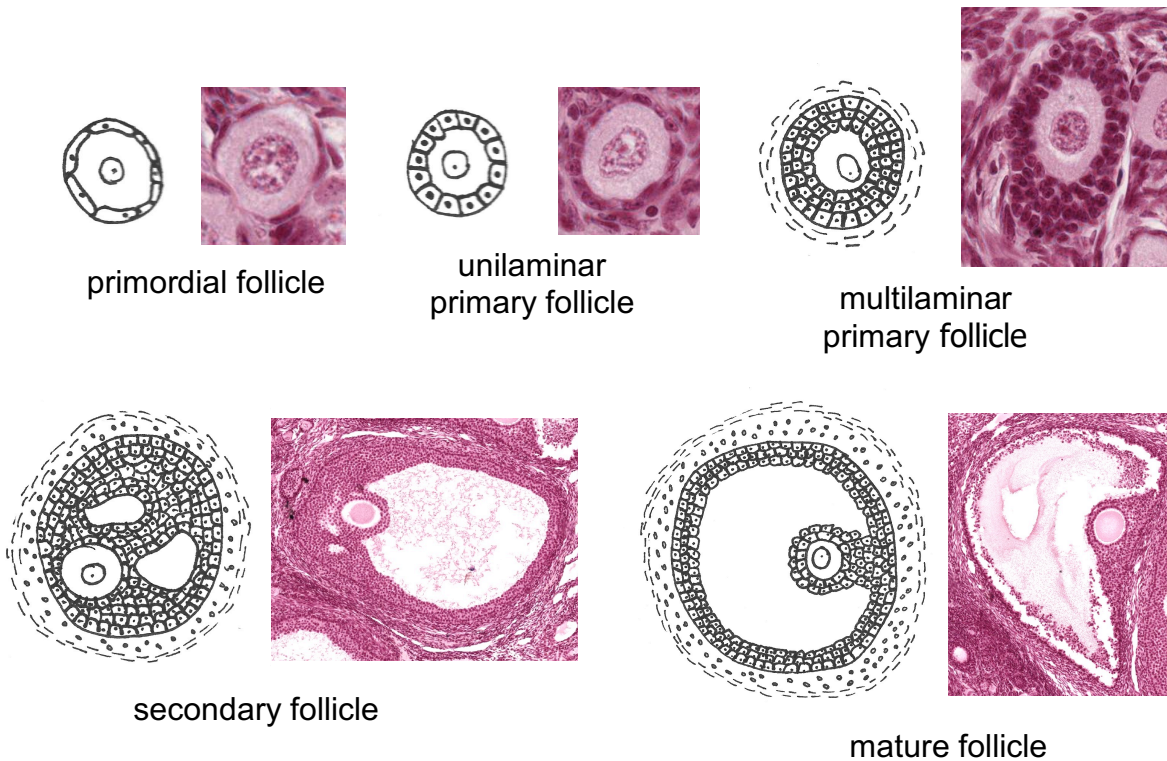 primordial follicle
unilaminar
primary follicle
multilaminar
primary follicle
secondary follicle
mature follicle